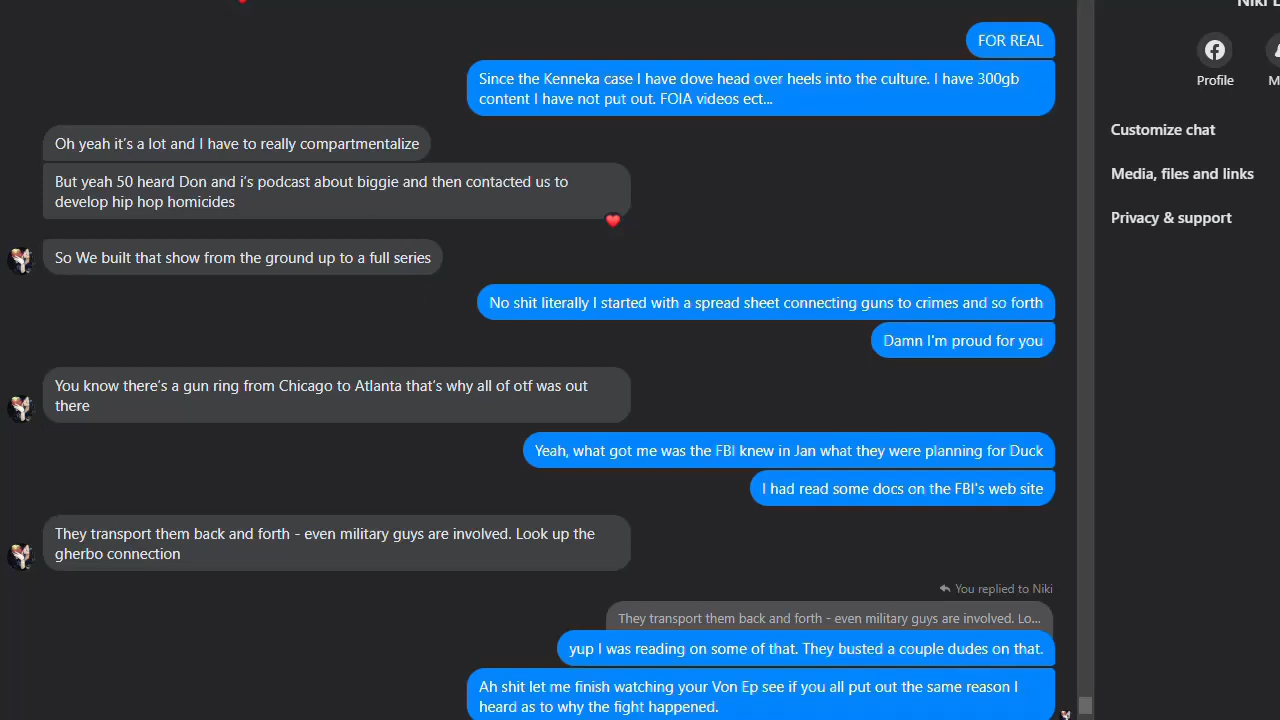 Niki
FOR REAL
Since the Kenneka case I have dove head over heels into the culture. I have 300gb
content I have not put out. FOIA videos ect...
Profile
Customize chat
Oh yeah it's a lot and I have to really compartmentalize
Media, files and links
But yeah 50 heard Don and i's podcast about biggie and then contacted us to
develop hip hop homicides
Privacy & support
So We built that show from the ground up to a full series
No shit literally I started with a spread sheet connecting guns to crimes and so forth
Damn I'm proud for you
You know there's a gun ring from Chicago to Atlanta that's why all of otf was out
there
Yeah, what got me was the FBI knew in Jan what they were planning for Duck
I had read some docs on the FBI's web site
They transport them back and forth - even military guys are involved. Look up the
gherbo connection
You replied to Niki
They transport them back and forth - even military guys are involved. Lo...
yup I was reading on some of that. They busted a couple dudes on that.
Ah shit let me finish watching your Von Ep see if you all put out the same reason I
heard as to why the fight happened.